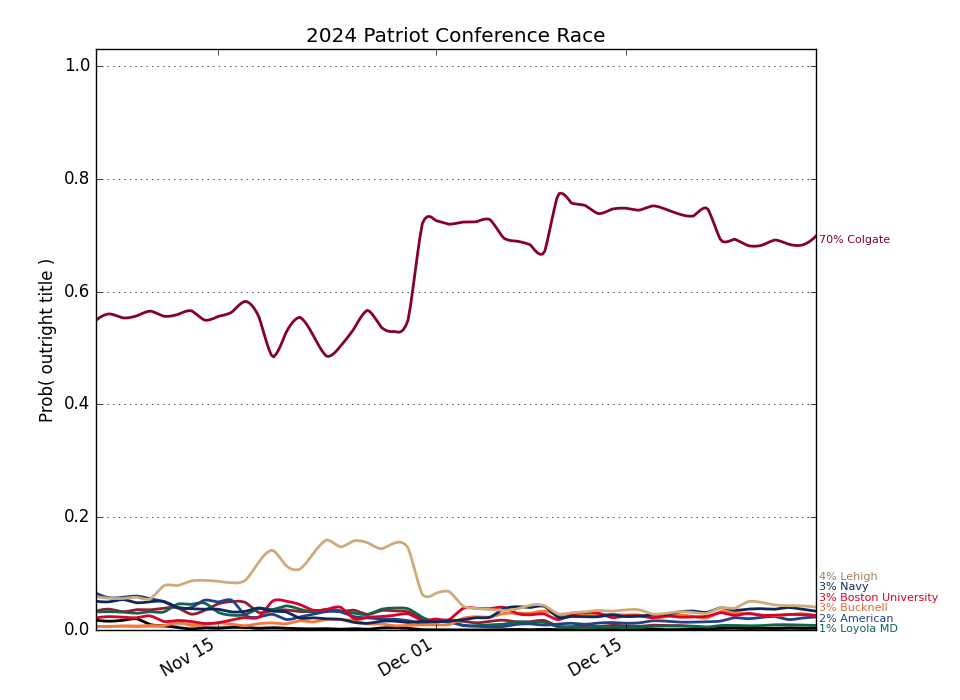 2024 Patriot Conference Race
Prob( outright title )
1.0
0.8
0.6
0.4
0.2
0.0
Nov 15
Dec 01
Dec 15
70% Colgate
4% Lehigh
3% Navy
3% Boston University
3% Bucknell
2% American
1% Loyola MD